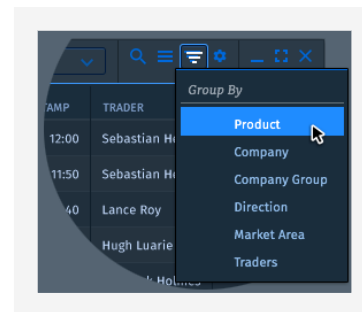 Group By
AMP TRADER
Product
12:00 Sebastian H
Company
11:50 Sebastian H
Company Group
40 Lance Roy
Direction
Hugh Luarie
Market Area
Traders